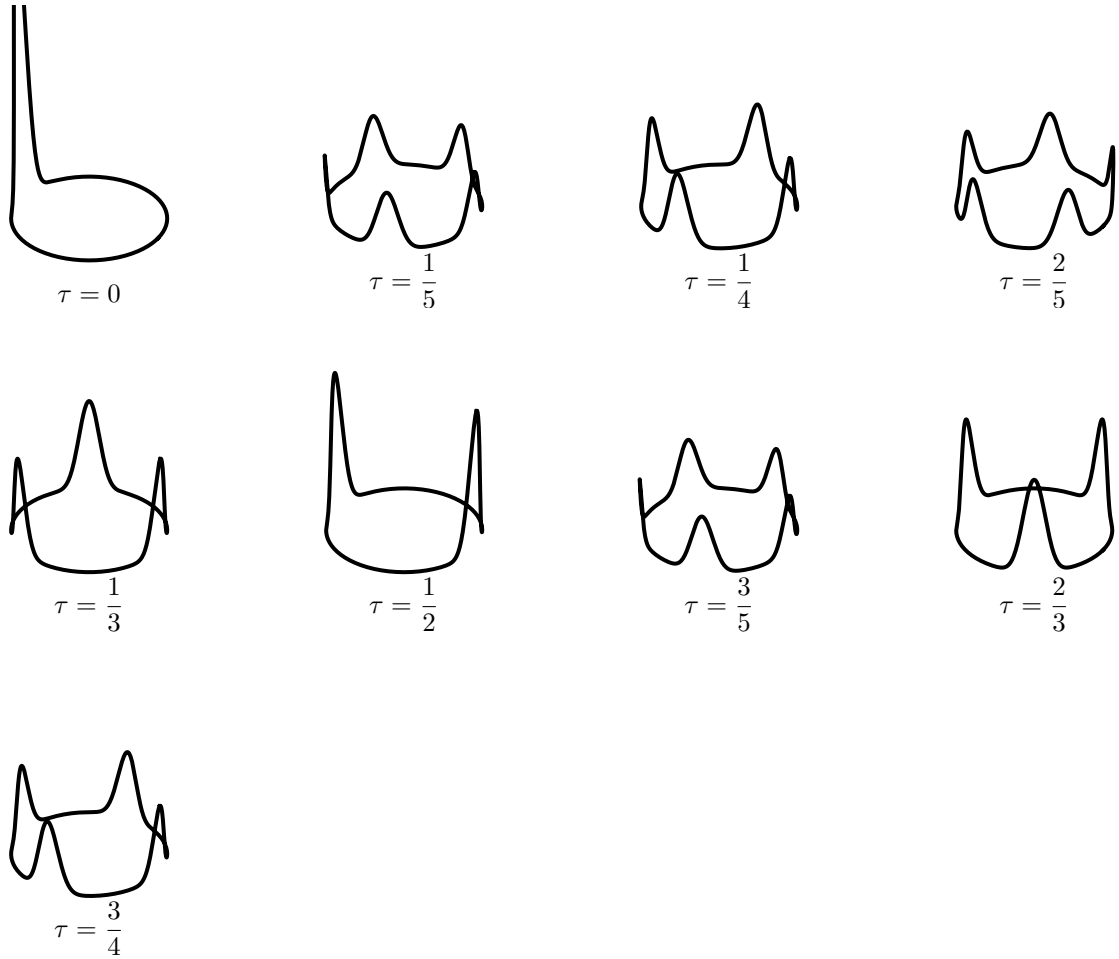 τ = 0
τ = 1/5
τ = 1/4
τ = 2/5
τ = 1/3
τ = 1/2
τ = 3/5
τ = 2/3
τ = 3/4